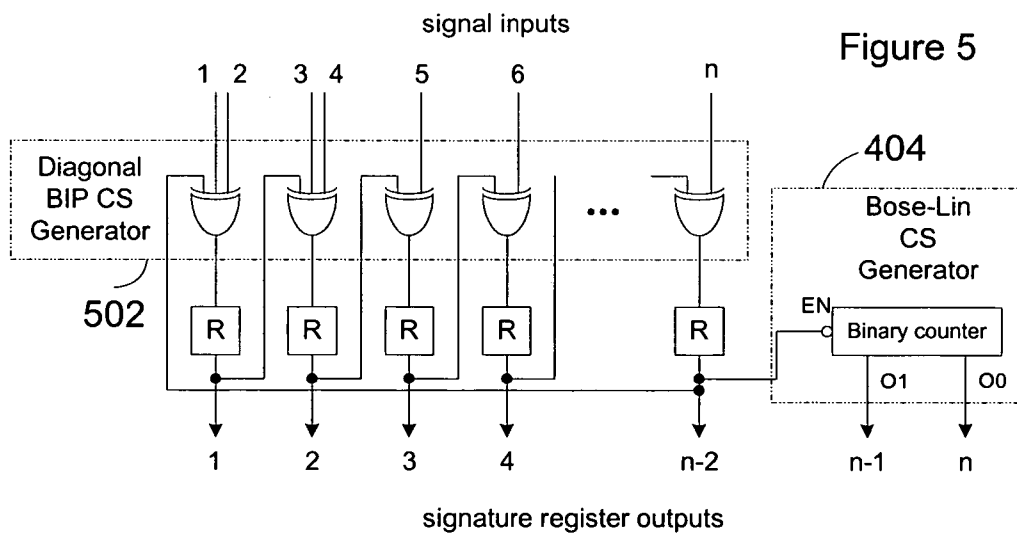 signal inputs
Figure 5
1 2 3 4 5 6 n
404
Diagonal
BIP CS
Generator
...
Bose-Lin
CS
Generator
502
R R R R R
EN
Binary counter
O1 O0
1 2 3 4 n-2 n-1 n
signature register outputs